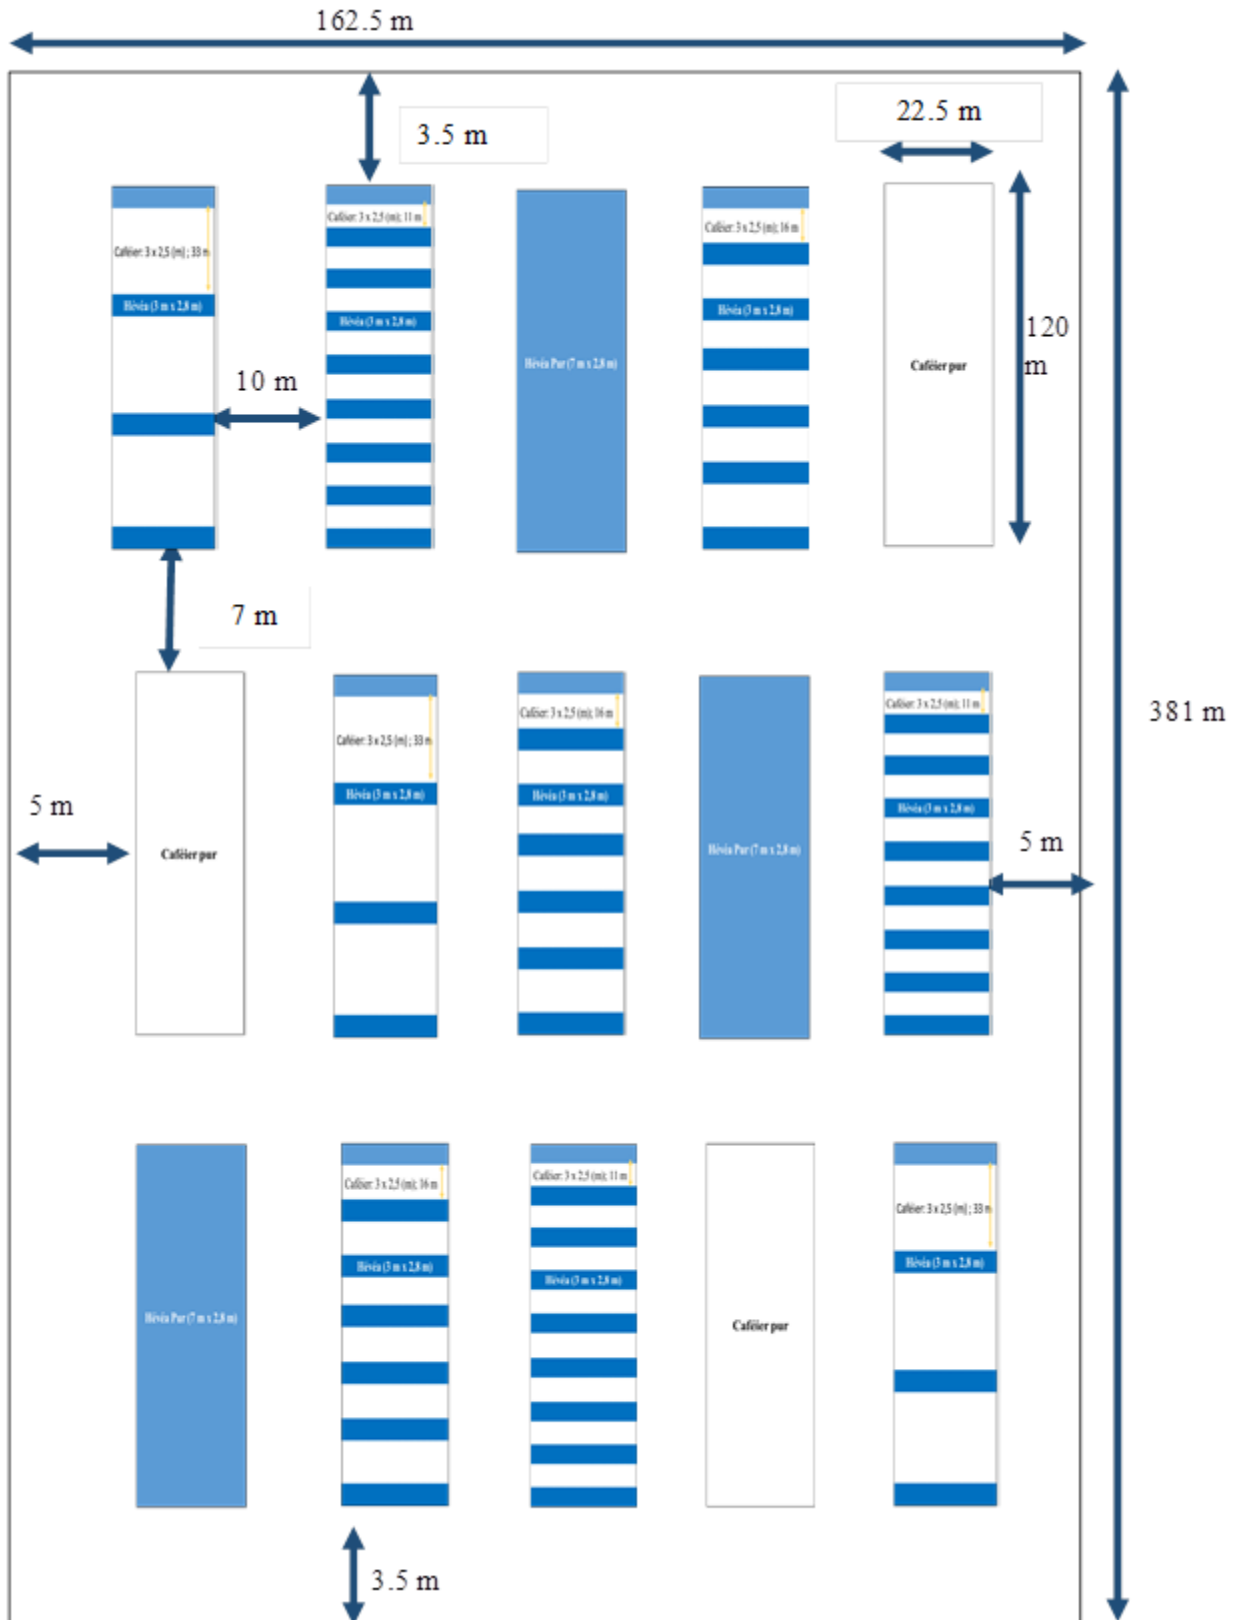 162.5 m
3.5 m
22.5 m
Caféier: 3 x 2,5 (m) ; 33 m
Caféier: 3 x 2,5 (m); 11 m
Caféier: 3 x 2,5 (m); 16 m
Hévéa (3 m x 2,8 m)
Hévéa (3 m x 2,8 m)
Hévéa (3 m x 2,8 m)
Hévéa Pur (7 m x 2,8 m)
Caféier pur
120
m
10 m
7 m
381 m
Caféier: 3 x 2,5 (m) ; 33 m
Caféier: 3 x 2,5 (m); 16 m
Caféier: 3 x 2,5 (m); 11 m
Hévéa (3 m x 2,8 m)
Hévéa (3 m x 2,8 m)
Hévéa (3 m x 2,8 m)
5 m
Caféier pur
Hévéa Pur (7 m x 2,8 m)
5 m
Caféier: 3 x 2,5 (m); 16 m
Caféier: 3 x 2,5 (m); 11 m
Caféier: 3 x 2,5 (m) ; 33 m
Hévéa (3 m x 2,8 m)
Hévéa (3 m x 2,8 m)
Hévéa (3 m x 2,8 m)
Hévéa Pur (7 m x 2,8 m)
Caféier pur
3.5 m